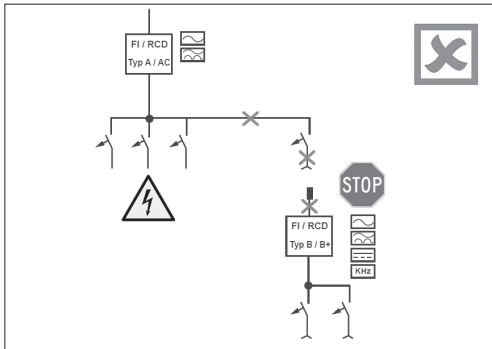 FI / RCD
Typ A / AC
STOP
FI / RCD
Typ B / B+
KHz